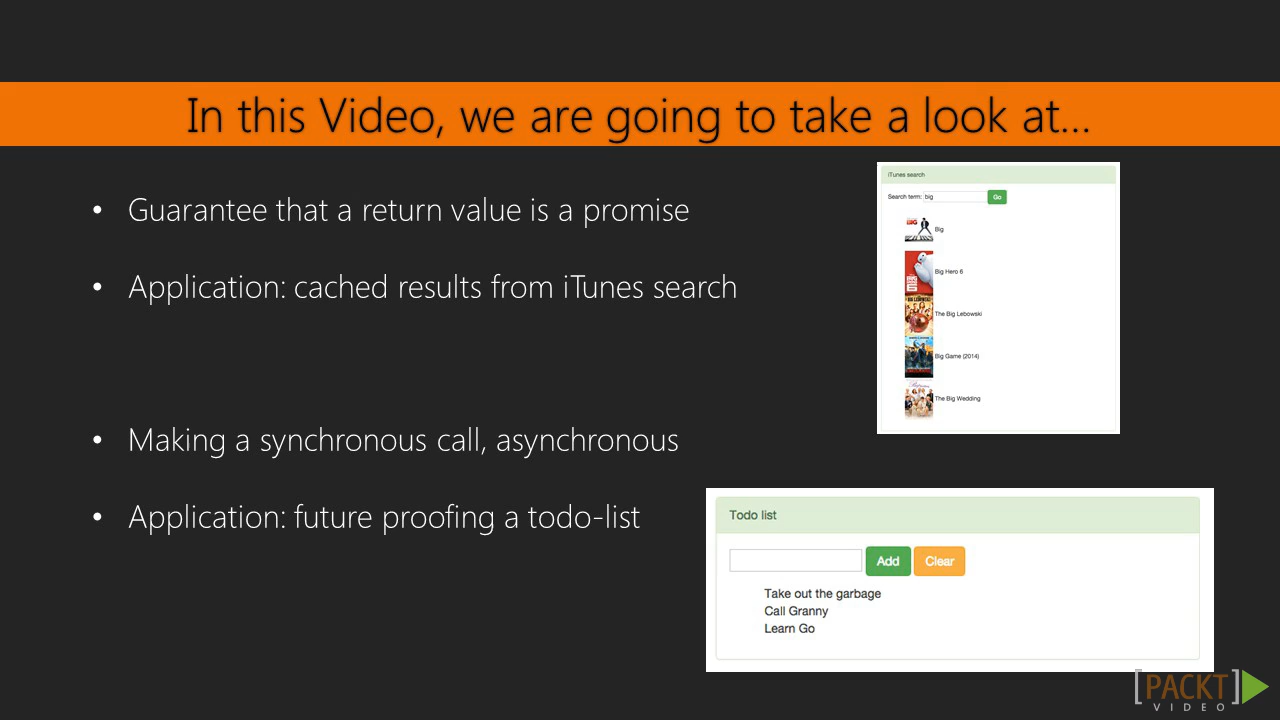 In this Video, we are going to take a look at...
• Guarantee that a return value is a promise
• Application: cached results from iTunes search
• Making a synchronous call, asynchronous
• Application: future proofing a todo-list
iTunes search
Search term: big Go
BIG
Big
Big Hero 6
The Big Lebowski
Big Game (2014)
The Big Wedding
Todo list
Add Clear
Take out the garbage
Call Granny
Learn Go
[PACKT]
VIDEO